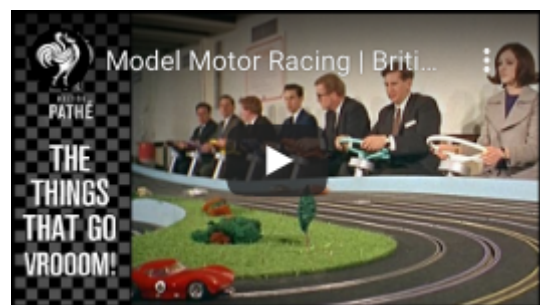 Model Motor Racing | Briti...
PATHÉ
THE
THINGS
THAT GO
VROOOM!